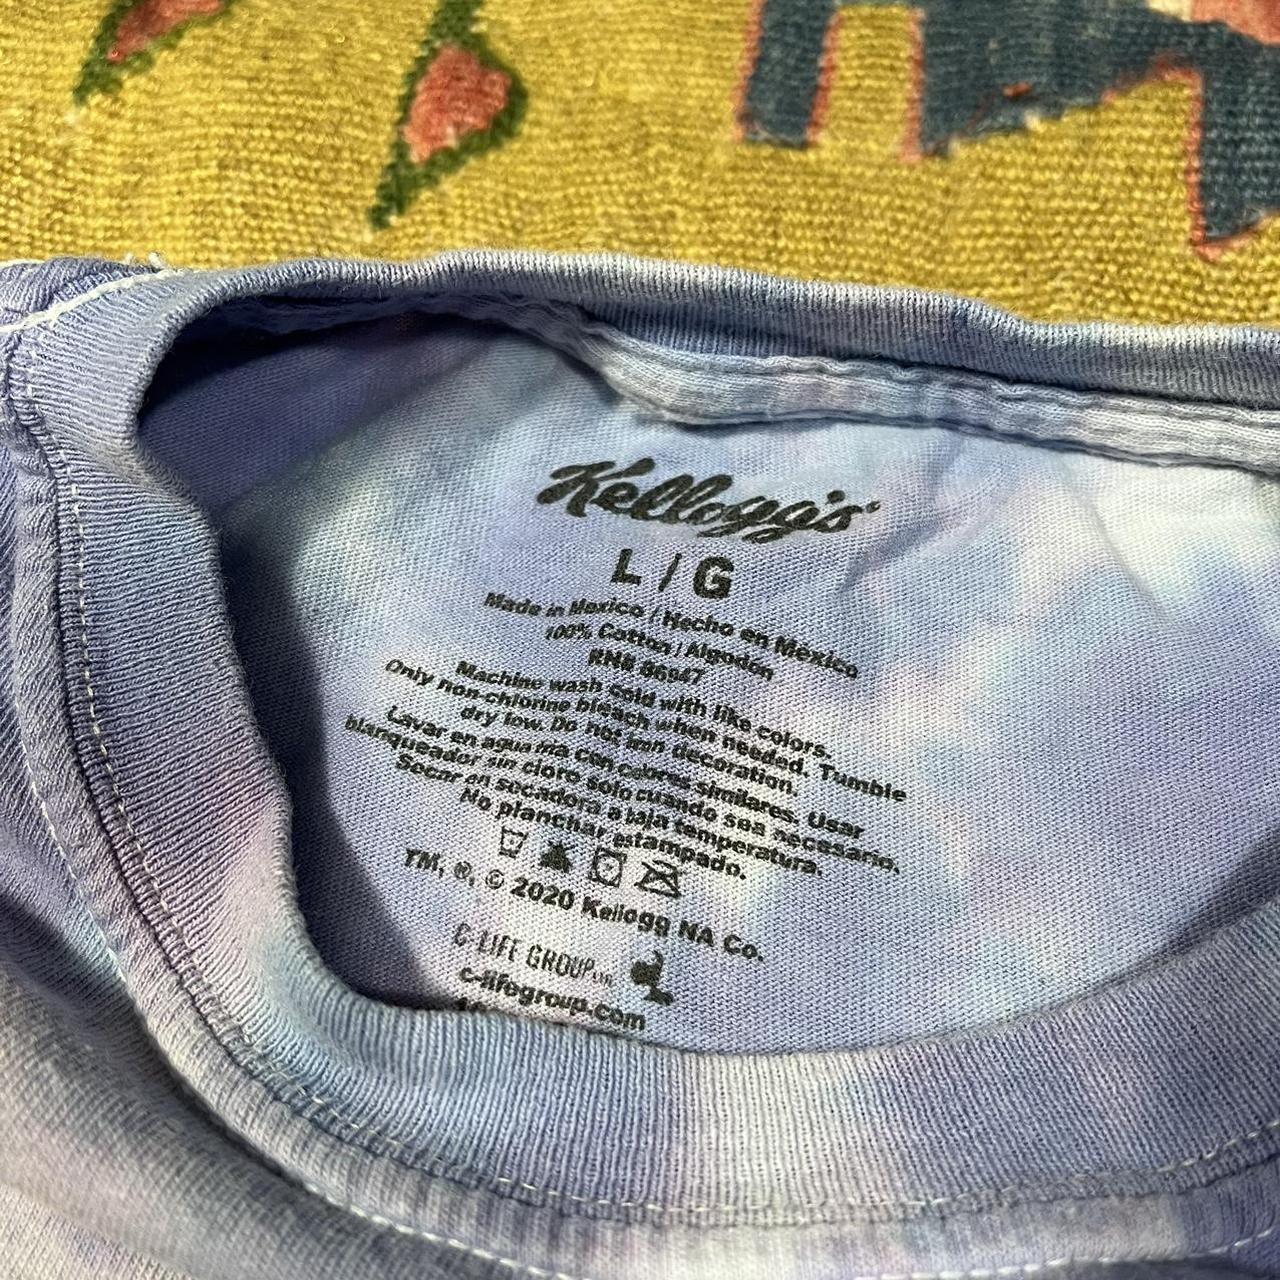 Kellogg's
L / G
Made in Mexico / Hecho en Mexico
100% Cotton / Algodon
RN# 86947
Machine wash cold with like colors.
Only non-chlorine bleach when needed. Tumble
dry low. Do not iron decoration.
Lavar en agua fria con colores similares. Usar
blanqueador sin cloro solo cuando sea necesario.
Secar en secadora a baja temperatura.
No planchar estampado.
TM, ®, © 2020 Kellogg NA Co.
C-LIFE GROUP LTD.
c-lifegroup.com